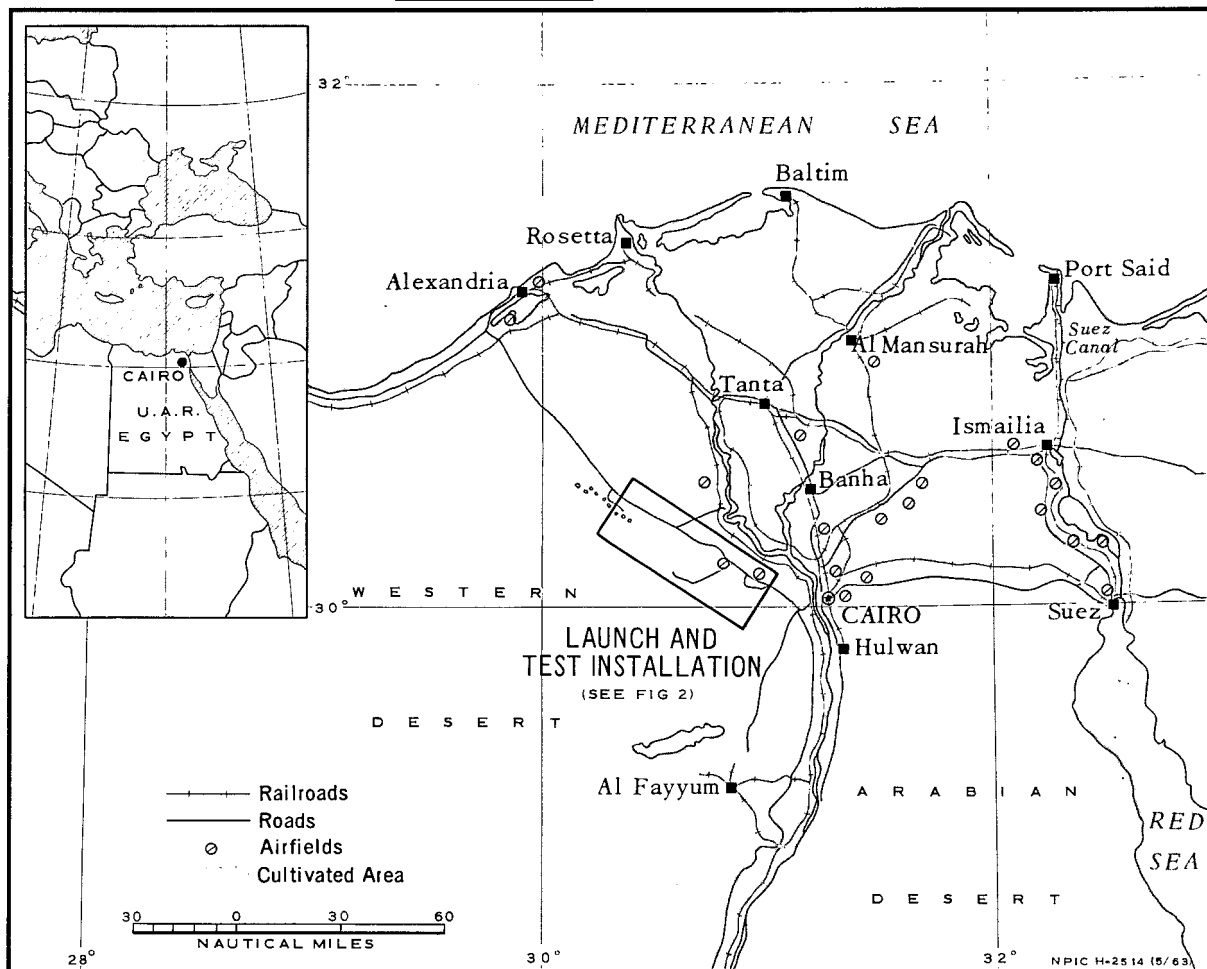 32°
MEDITERRANEAN SEA
Baltim
Rosetta
Alexandria
Port Said
Suez
Canal
Al Mansurah
Tanta
Ismailia
Banha
CAIRO
U.A.R.
EGYPT
WESTERN
30°
CAIRO
Suez
LAUNCH AND
TEST INSTALLATION
(SEE FIG 2)
Hulwan
DESERT
Al Fayyum
ARABIAN
RED
SEA
DESERT
Railroads
Roads
Airfields
Cultivated Area
30 0 30 60
NAUTICAL MILES
28° 30° 32°
NPIC H-2514 (5/63)